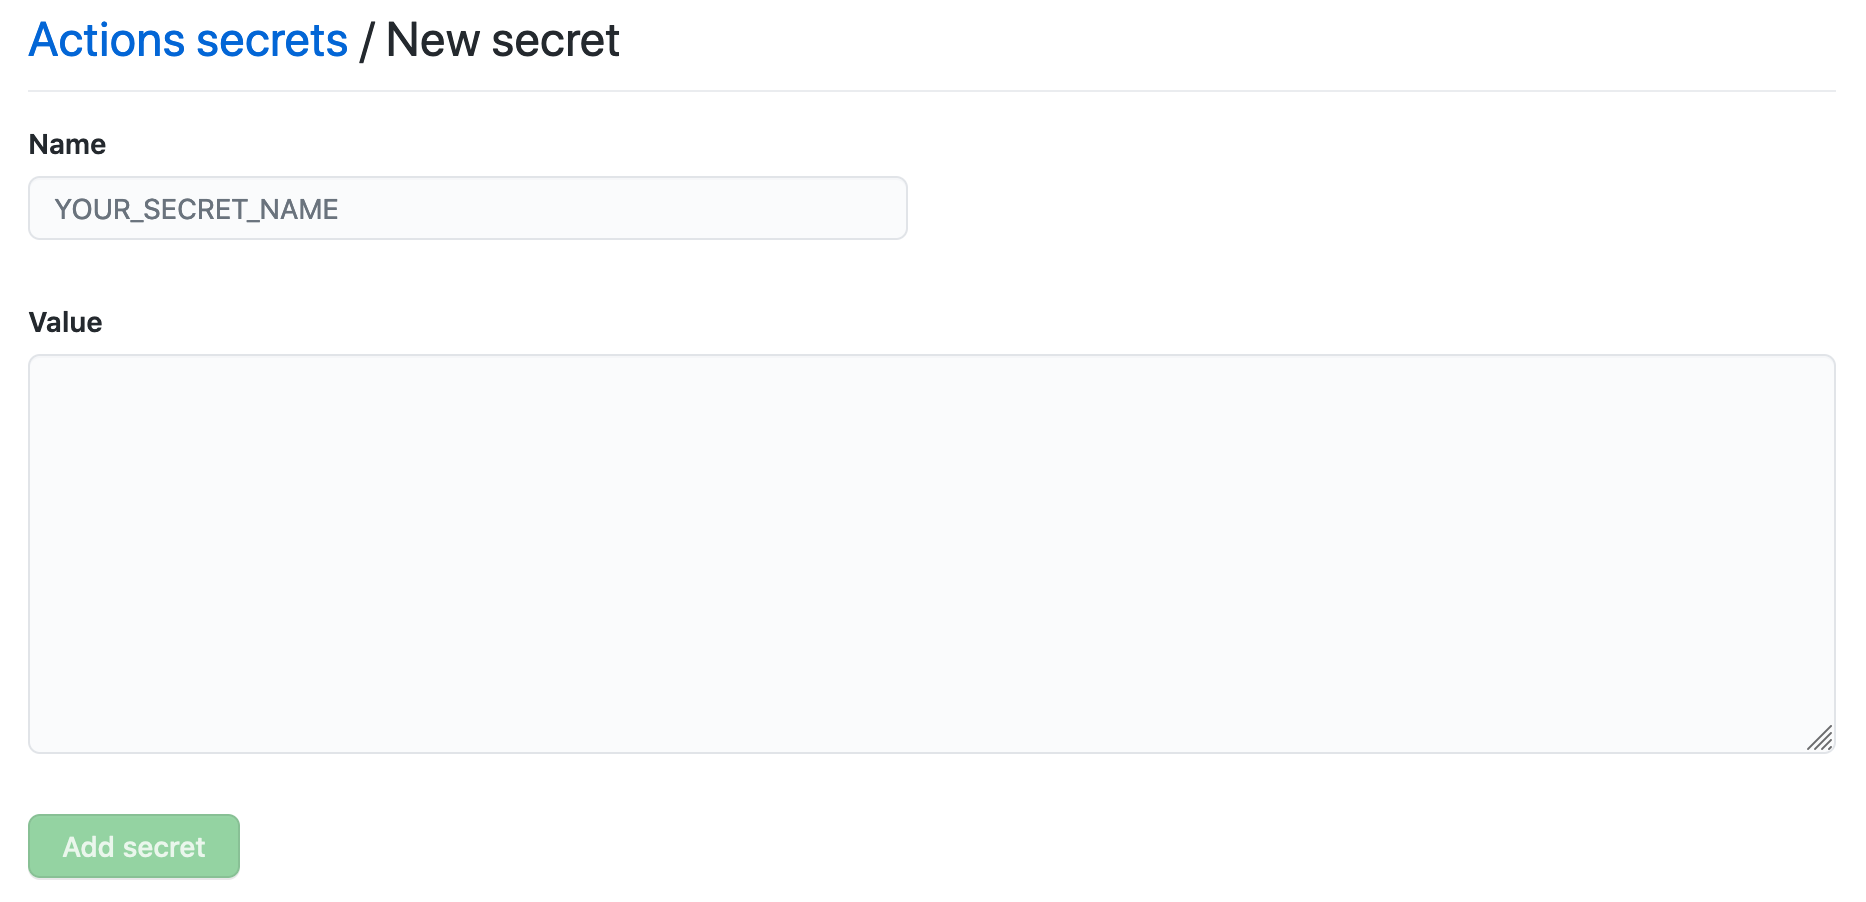 Actions secrets / New secret
Name
YOUR_SECRET_NAME
Value
Add secret